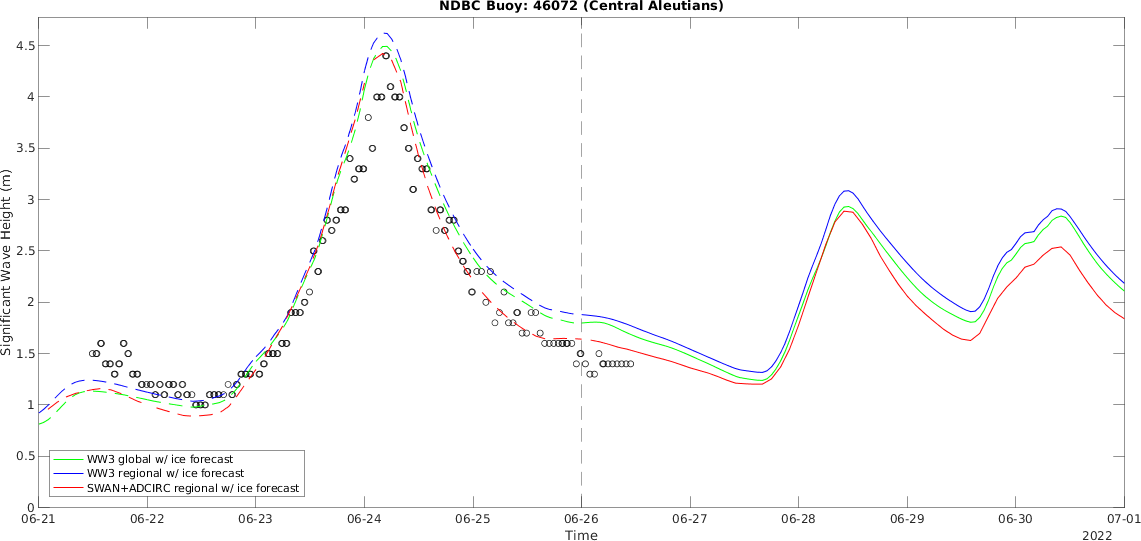 NDBC Buoy: 46072 (Central Aleutians)
4.5
4
3.5
3
2.5
2
1.5
1
0.5
0
Significant Wave Height (m)
WW3 global w/ ice forecast
WW3 regional w/ ice forecast
SWAN+ADCIRC regional w/ ice forecast
06-21 06-22 06-23 06-24 06-25 06-26 06-27 06-28 06-29 06-30 07-01
Time
2022